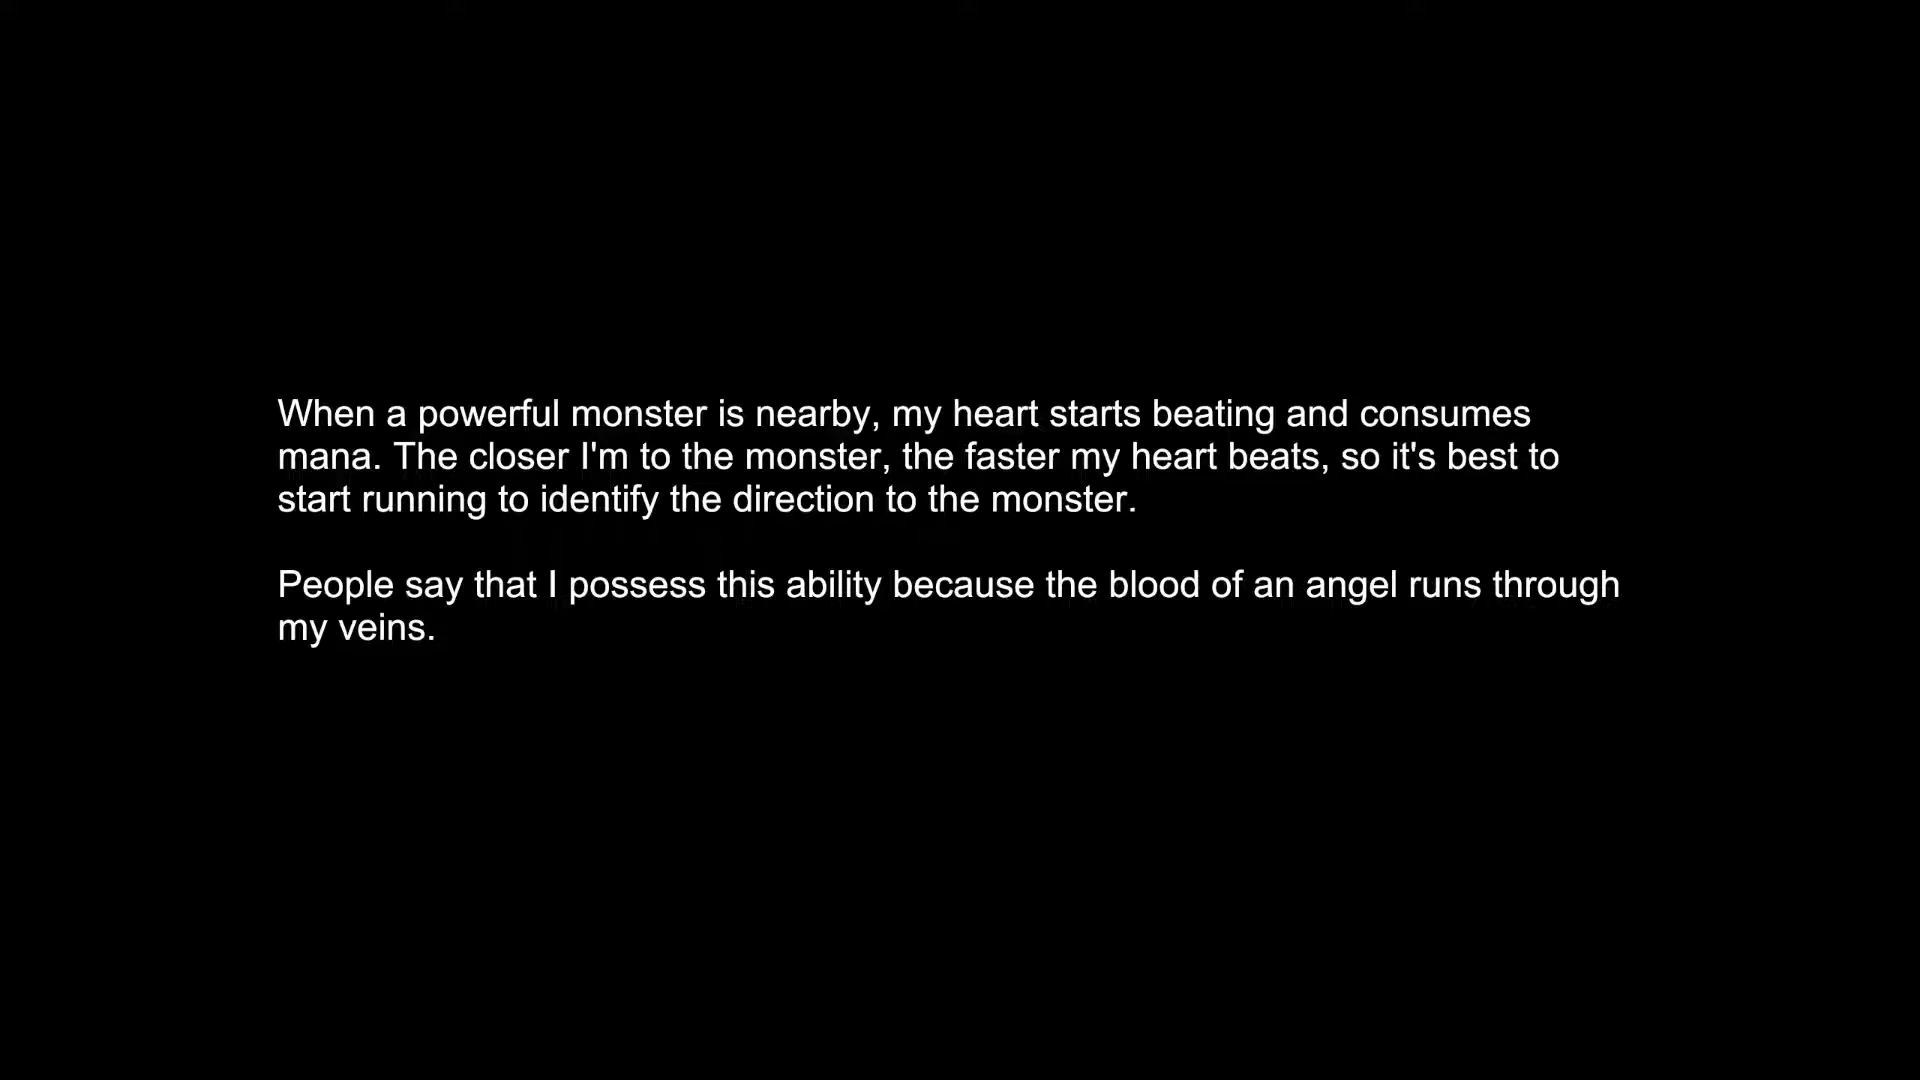 When a powerful monster is nearby, my heart starts beating and consumes
mana. The closer I'm to the monster, the faster my heart beats, so it's best to
start running to identify the direction to the monster.
People say that I possess this ability because the blood of an angel runs through
my veins.